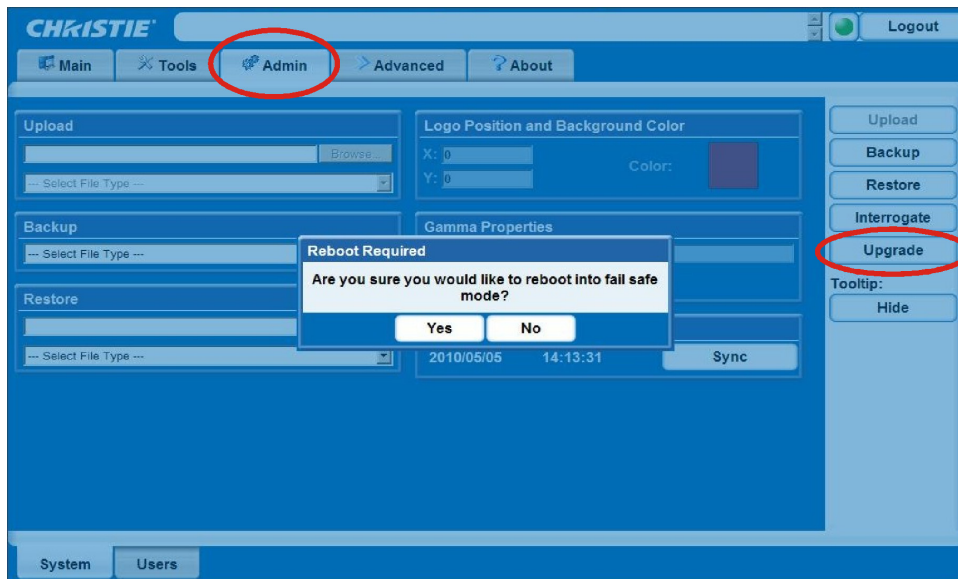 CHRISTIE
Logout
Main
Tools
Admin
Advanced
About
Upload
Browse...
--- Select File Type ---
Logo Position and Background Color
X: 0
Y: 0
Color:
Upload
Backup
Restore
Interrogate
Upgrade
Tooltip:
Hide
Backup
--- Select File Type ---
Gamma Properties
Reboot Required
Are you sure you would like to reboot into fail safe
mode?
Yes
No
Restore
--- Select File Type ---
2010/05/05
14:13:31
Sync
System
Users